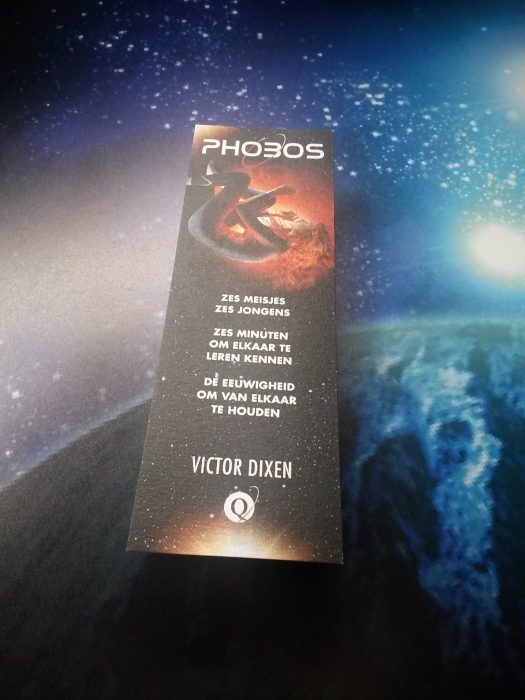 PHOBOS
ZES MEISJES
ZES JONGENS
ZES MINUTEN
OM ELKAAR TE
LEREN KENNEN
DE EEUWIGHEID
OM VAN ELKAAR
TE HOUDEN
VICTOR DIXEN
Q